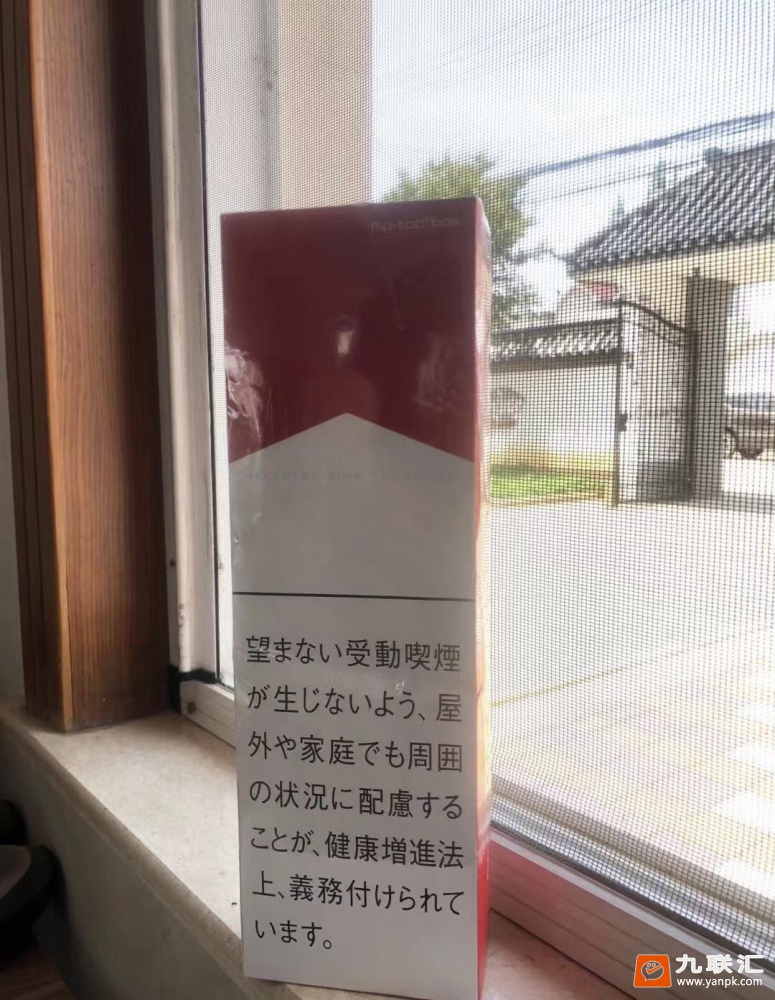 flip-top box
望まない受動喫煙
が生じないよう、屋
外や家庭でも周囲
の状況に配慮する
ことが、健康増進法
上、義務付けられて
います。
九联汇
www.yanpk.com